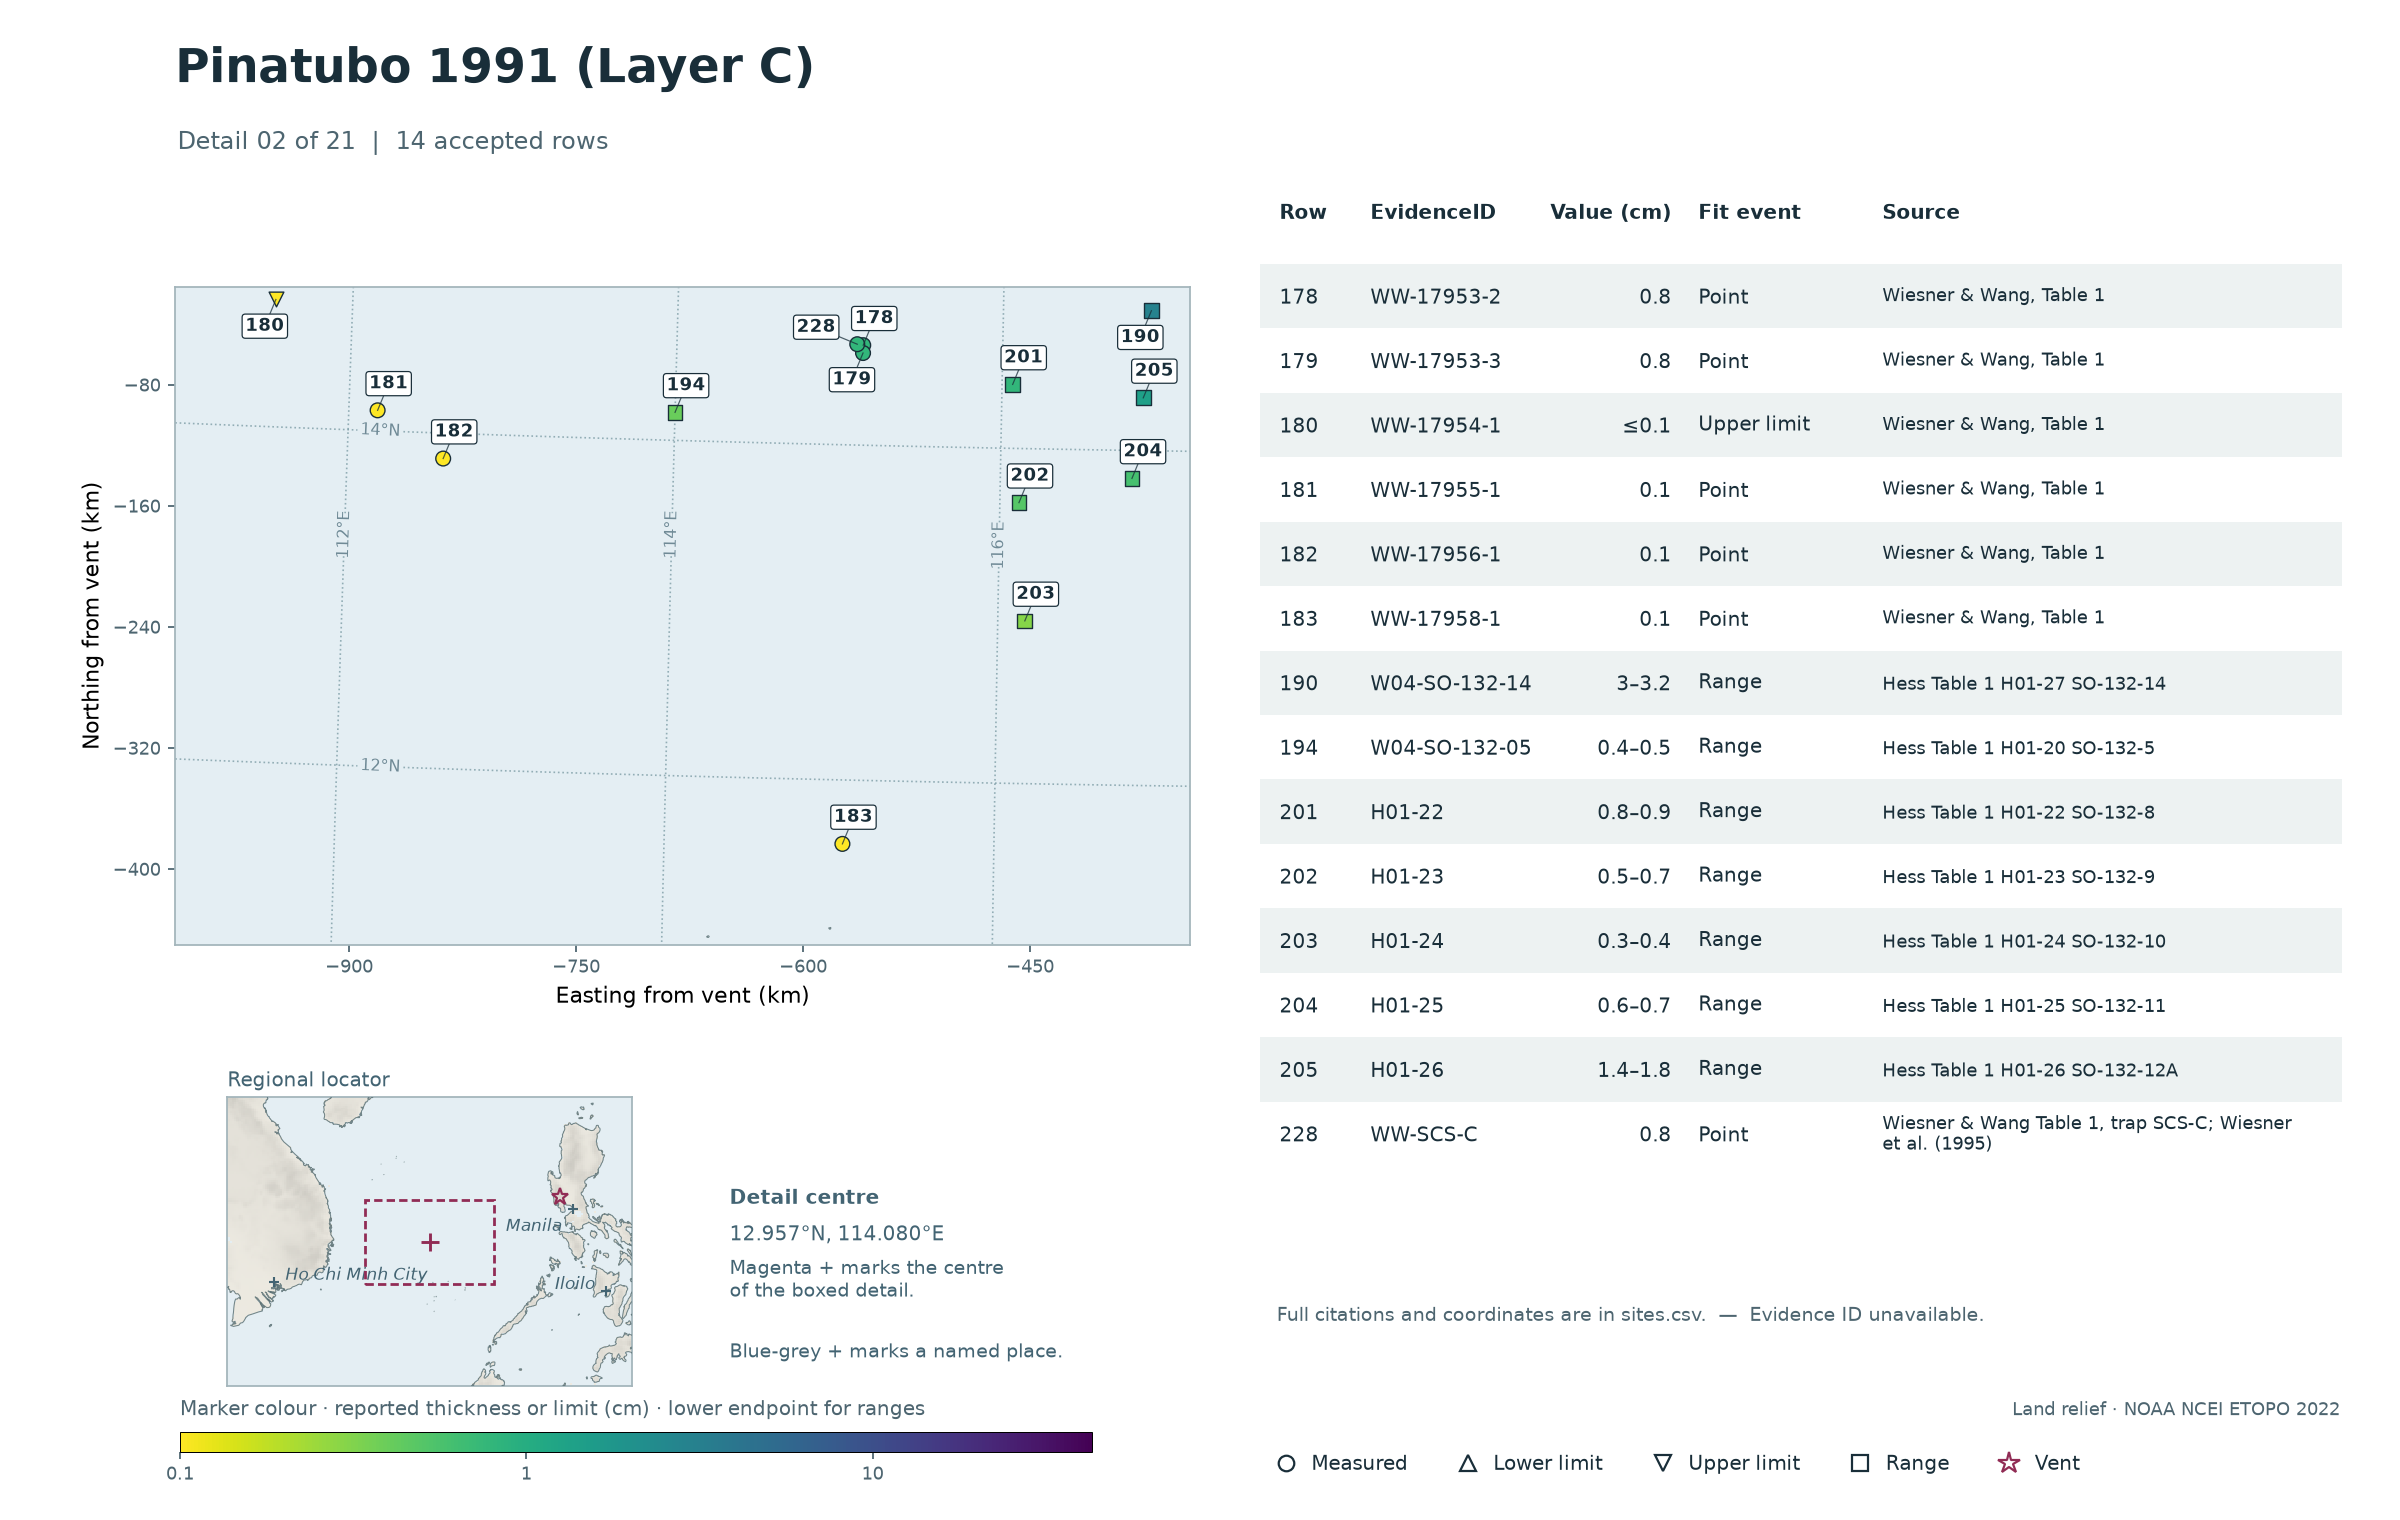 Pinatubo 1991 (Layer C)
Detail 02 of 21 | 14 accepted rows
Row EvidenceID Value (cm) Fit event Source
178 WW-17953-2 0.8 Point Wiesner & Wang, Table 1
179 WW-17953-3 0.8 Point Wiesner & Wang, Table 1
180 WW-17954-1 ≤0.1 Upper limit Wiesner & Wang, Table 1
181 WW-17955-1 0.1 Point Wiesner & Wang, Table 1
182 WW-17956-1 0.1 Point Wiesner & Wang, Table 1
183 WW-17958-1 0.1 Point Wiesner & Wang, Table 1
190 W04-SO-132-14 3–3.2 Range Hess Table 1 H01-27 SO-132-14
194 W04-SO-132-05 0.4–0.5 Range Hess Table 1 H01-20 SO-132-5
201 H01-22 0.8–0.9 Range Hess Table 1 H01-22 SO-132-8
202 H01-23 0.5–0.7 Range Hess Table 1 H01-23 SO-132-9
203 H01-24 0.3–0.4 Range Hess Table 1 H01-24 SO-132-10
204 H01-25 0.6–0.7 Range Hess Table 1 H01-25 SO-132-11
205 H01-26 1.4–1.8 Range Hess Table 1 H01-26 SO-132-12A
228 WW-SCS-C 0.8 Point Wiesner & Wang Table 1, trap SCS-C; Wiesner
et al. (1995)
Full citations and coordinates are in sites.csv. — Evidence ID unavailable.
180
228
178
179
201
190
205
181
194
182
204
202
203
183
14°N
12°N
112°E
114°E
116°E
−80
−160
−240
−320
−400
Northing from vent (km)
−900
−750
−600
−450
Easting from vent (km)
Regional locator
Manila
Ho Chi Minh City
Iloilo
Detail centre
12.957°N, 114.080°E
Magenta + marks the centre
of the boxed detail.
Blue-grey + marks a named place.
Marker colour · reported thickness or limit (cm) · lower endpoint for ranges
0.1
1
10
Land relief · NOAA NCEI ETOPO 2022
Measured
Lower limit
Upper limit
Range
Vent